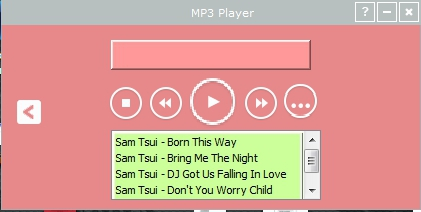 MP3 Player
Sam Tsui - Born This Way
Sam Tsui - Bring Me The Night
Sam Tsui - DJ Got Us Falling In Love
Sam Tsui - Don't You Worry Child